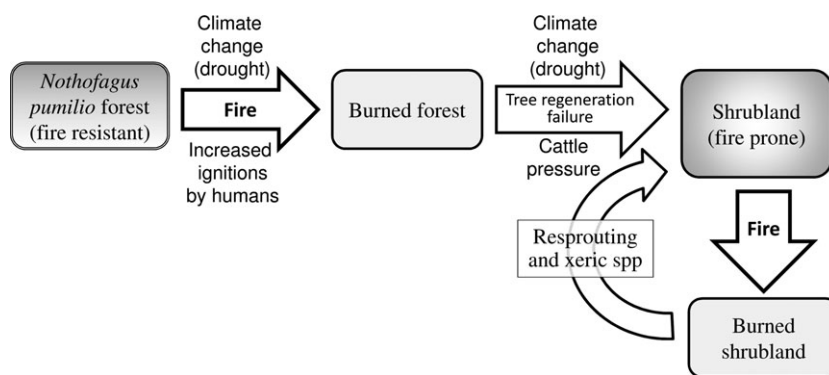 Nothofagus
pumilio forest
(fire resistant)
Climate
change
(drought)
Fire
Increased
ignitions
by humans
Burned forest
Climate
change
(drought)
Tree regeneration
failure
Cattle
pressure
Shrubland
(fire prone)
Fire
Resprouting
and xeric spp
Burned
shrubland